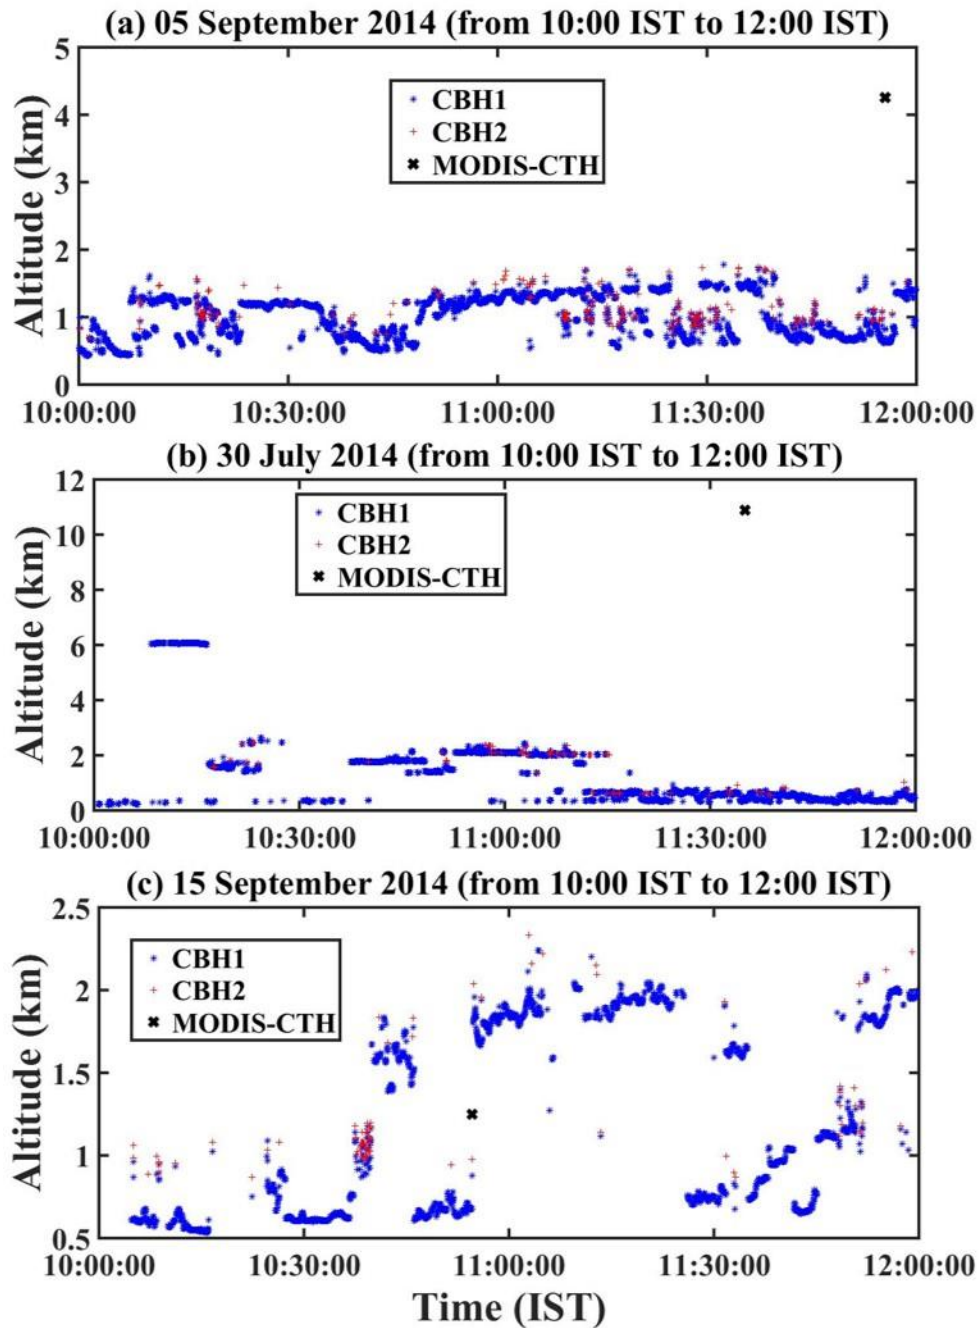 (a) 05 September 2014 (from 10:00 IST to 12:00 IST)
5
4
3
2
1
0
Altitude (km)
CBH1
CBH2
MODIS-CTH
10:00:00 10:30:00 11:00:00 11:30:00 12:00:00
(b) 30 July 2014 (from 10:00 IST to 12:00 IST)
12
10
8
6
4
2
0
Altitude (km)
CBH1
CBH2
MODIS-CTH
10:00:00 10:30:00 11:00:00 11:30:00 12:00:00
(c) 15 September 2014 (from 10:00 IST to 12:00 IST)
2.5
2
1.5
1
0.5
Altitude (km)
CBH1
CBH2
MODIS-CTH
10:00:00 10:30:00 11:00:00 11:30:00 12:00:00
Time (IST)